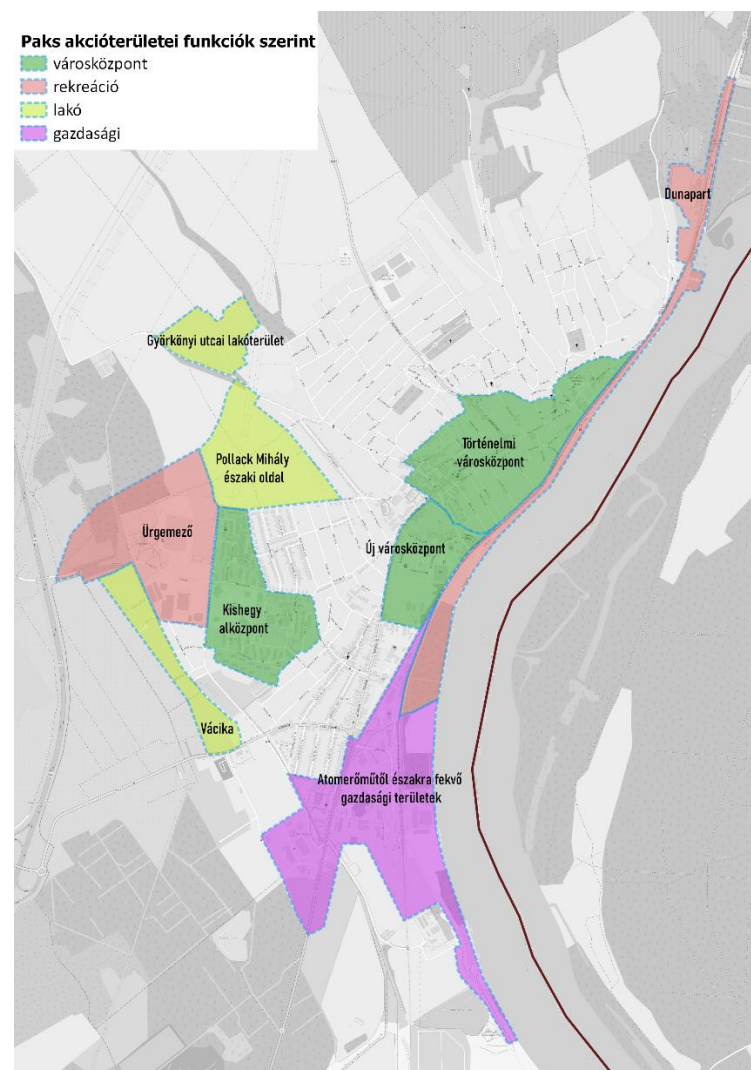 Paks akcióterületei funkciók szerint
városközpont
rekreáció
lakó
gazdasági
Dunapart
Györkönyi utcai lakóterület
Történelmi
városközpont
Pollack Mihály
északi oldal
Ürgemező
Új városközpont
Kishegy
alközpont
Vácika
Atomerőműtől északra fekvő
gazdasági területek